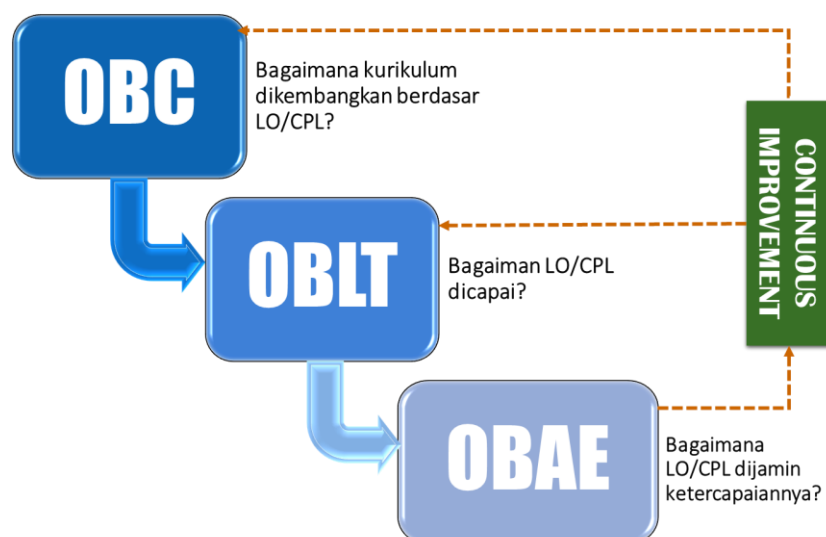 OBC
Bagaimana kurikulum
dikembangkan berdasar
LO/CPL?
OBLT
Bagaiman LO/CPL
dicapai?
OBAE
Bagaimana
LO/CPL dijamin
ketercapaiannya?
CONTINUOUS
IMPROVEMENT